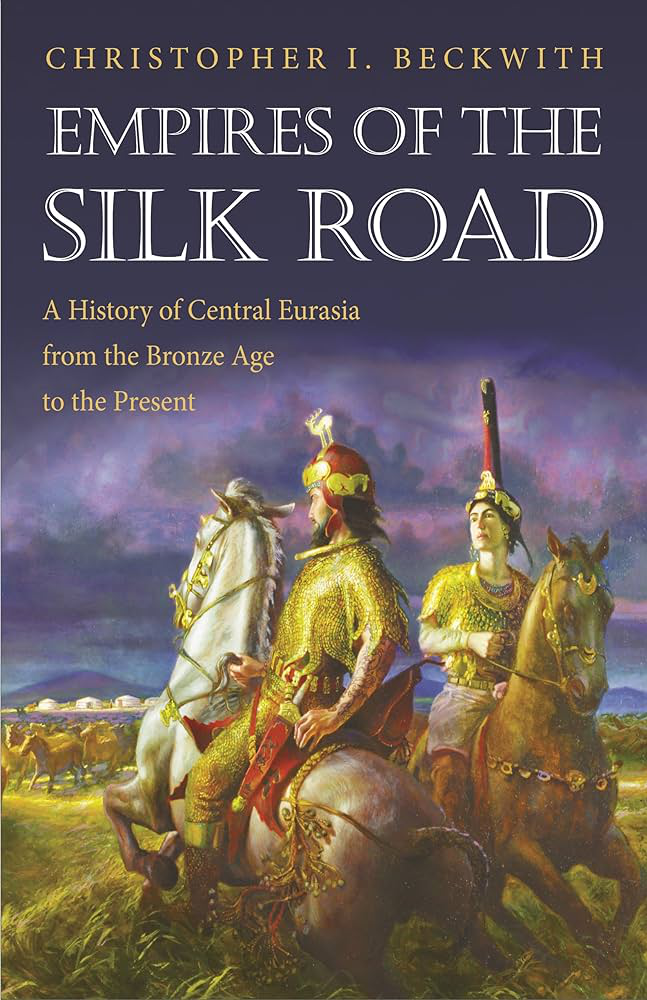 CHRISTOPHER I. BECKWITH
EMPIRES OF THE
SILK ROAD
A History of Central Eurasia
from the Bronze Age
to the Present